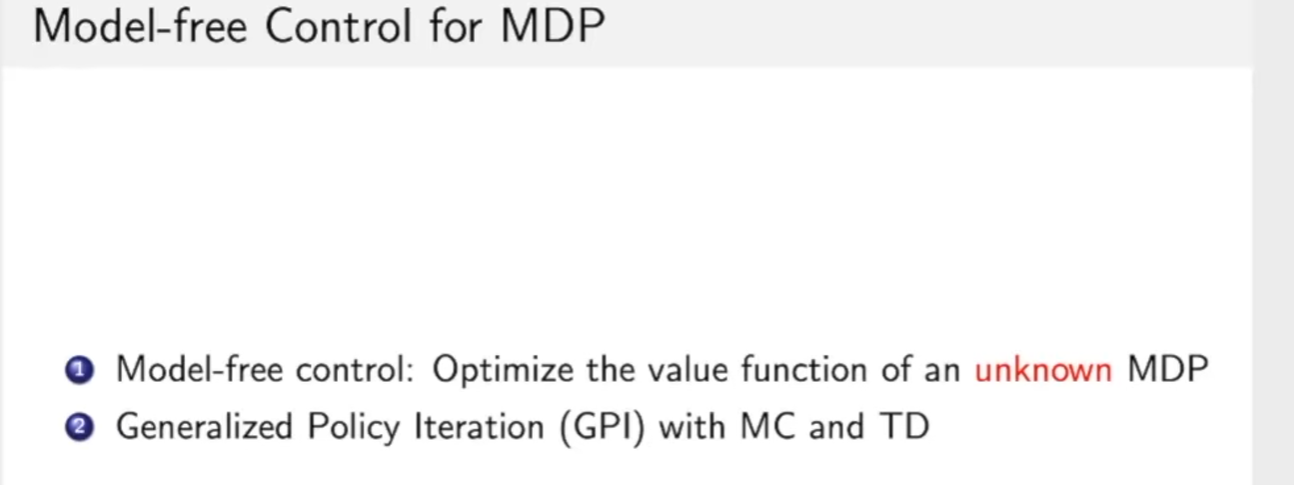 Model-free Control for MDP
1 Model-free control: Optimize the value function of an unknown MDP
2 Generalized Policy Iteration (GPI) with MC and TD